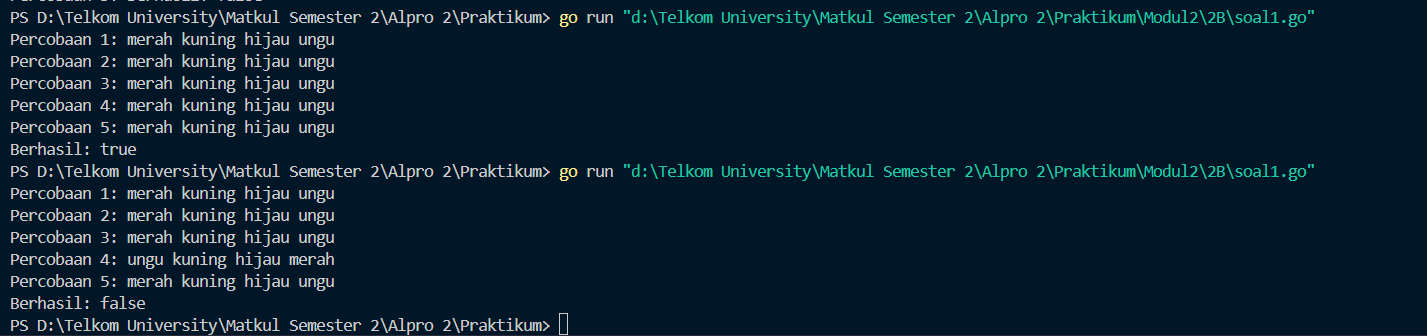 PS D:\Telkom University\Matkul Semester 2\Alpro 2\Praktikum> go run "d:\Telkom University\Matkul Semester 2\Alpro 2\Praktikum\Modul2\2B\soal1.go"
Percobaan 1: merah kuning hijau ungu
Percobaan 2: merah kuning hijau ungu
Percobaan 3: merah kuning hijau ungu
Percobaan 4: merah kuning hijau ungu
Percobaan 5: merah kuning hijau ungu
Berhasil: true
PS D:\Telkom University\Matkul Semester 2\Alpro 2\Praktikum> go run "d:\Telkom University\Matkul Semester 2\Alpro 2\Praktikum\Modul2\2B\soal1.go"
Percobaan 1: merah kuning hijau ungu
Percobaan 2: merah kuning hijau ungu
Percobaan 3: merah kuning hijau ungu
Percobaan 4: ungu kuning hijau merah
Percobaan 5: merah kuning hijau ungu
Berhasil: false
PS D:\Telkom University\Matkul Semester 2\Alpro 2\Praktikum>